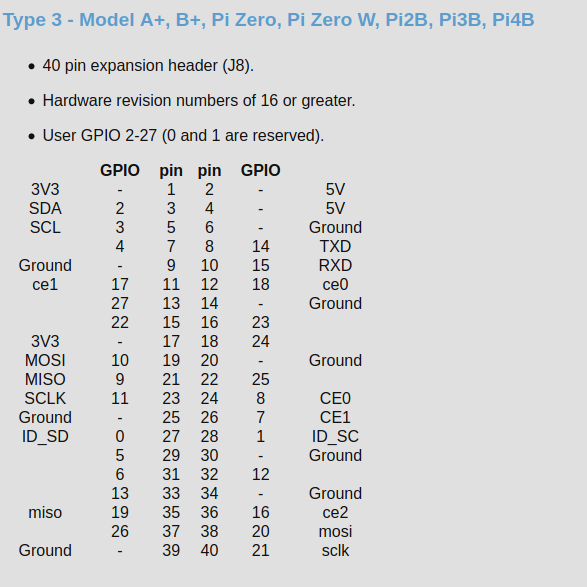 Type 3 - Model A+, B+, Pi Zero, Pi Zero W, Pi2B, Pi3B, Pi4B
• 40 pin expansion header (J8).
• Hardware revision numbers of 16 or greater.
• User GPIO 2-27 (0 and 1 are reserved).
GPIO pin pin GPIO
3V3 - 1 2 - 5V
SDA 2 3 4 - 5V
SCL 3 5 6 - Ground
4 7 8 14 TXD
Ground - 9 10 15 RXD
ce1 17 11 12 18 ce0
27 13 14 - Ground
22 15 16 23
3V3 - 17 18 24
MOSI 10 19 20 - Ground
MISO 9 21 22 25
SCLK 11 23 24 8 CE0
Ground - 25 26 7 CE1
ID_SD 0 27 28 1 ID_SC
5 29 30 - Ground
6 31 32 12
13 33 34 - Ground
miso 19 35 36 16 ce2
26 37 38 20 mosi
Ground - 39 40 21 sclk